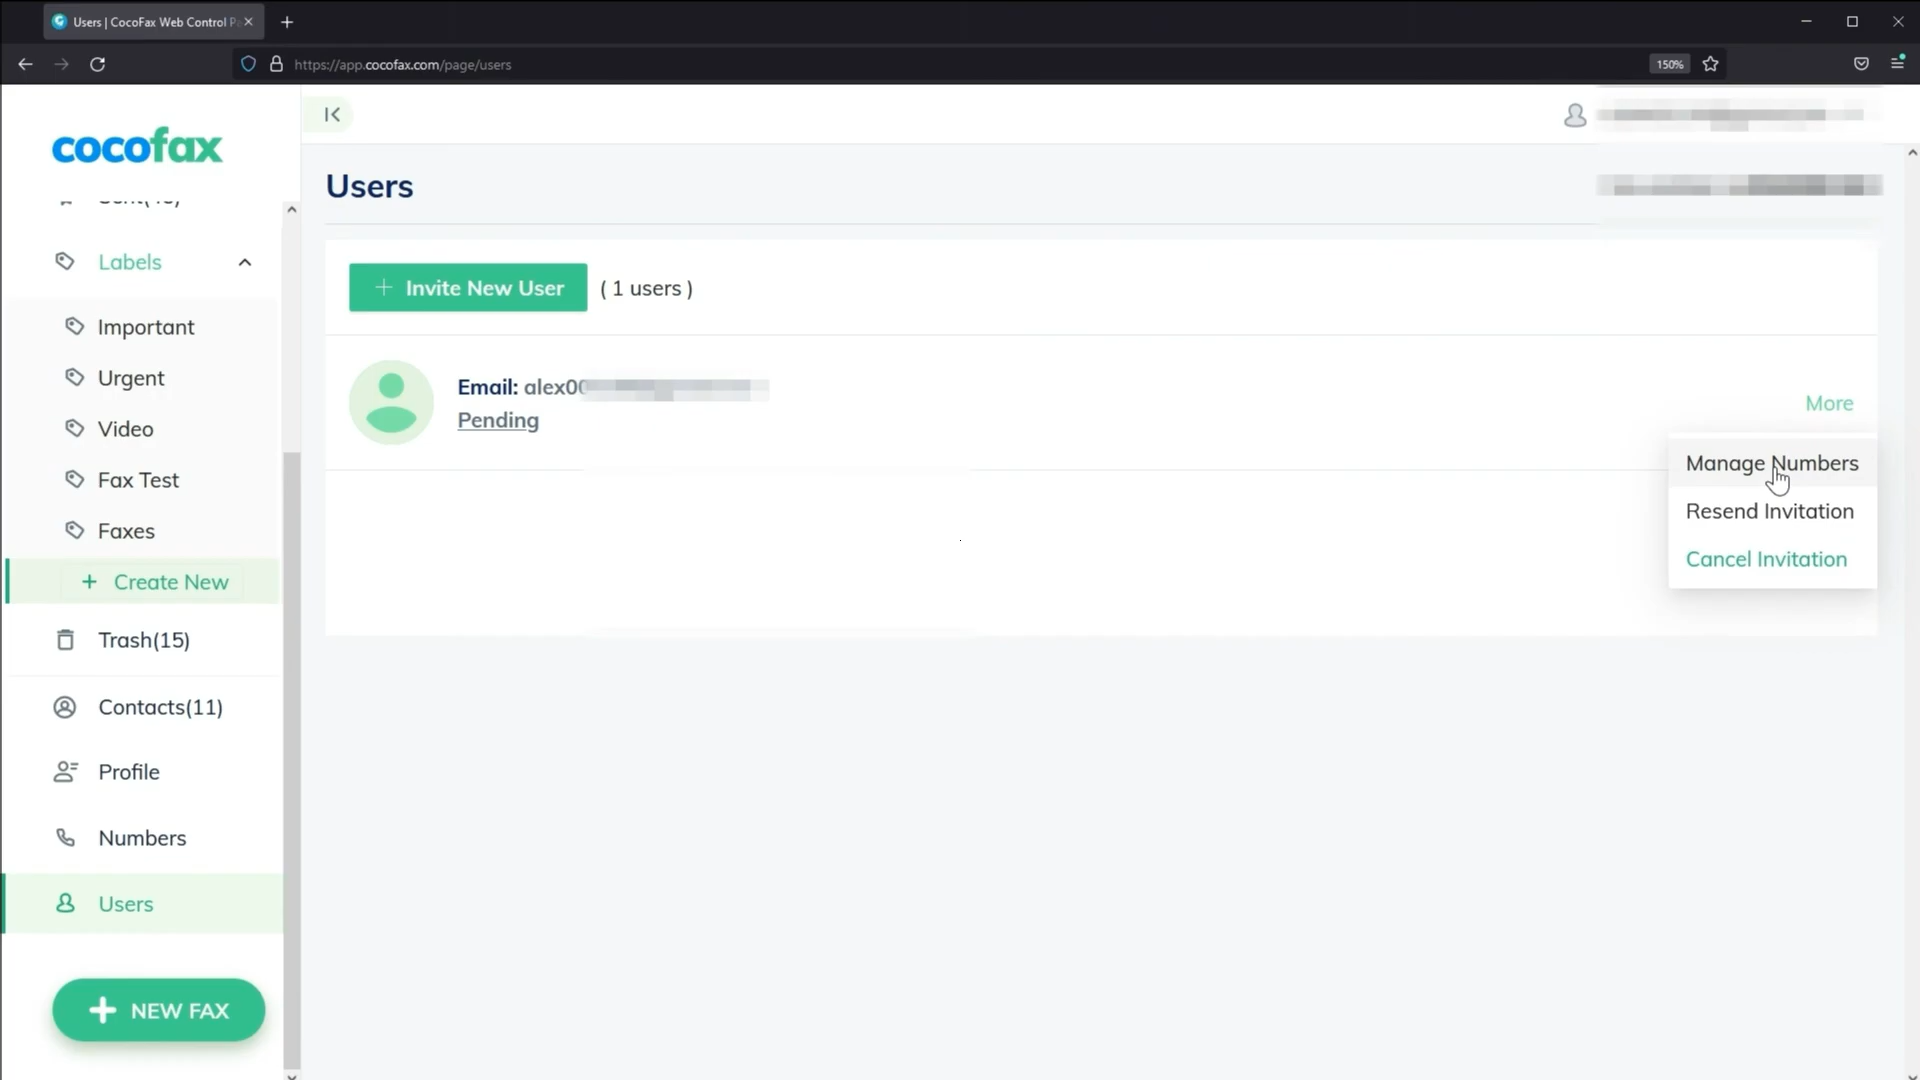 Users | CocoFax Web Control P
https://app.cocofax.com/page/users
150%
cocofax
Labels
Important
Urgent
Video
Fax Test
Faxes
+ Create New
Trash(15)
Contacts(11)
Profile
Numbers
Users
+ NEW FAX
Users
+ Invite New User ( 1 users )
Email: alex00
Pending
More
Manage Numbers
Resend Invitation
Cancel Invitation